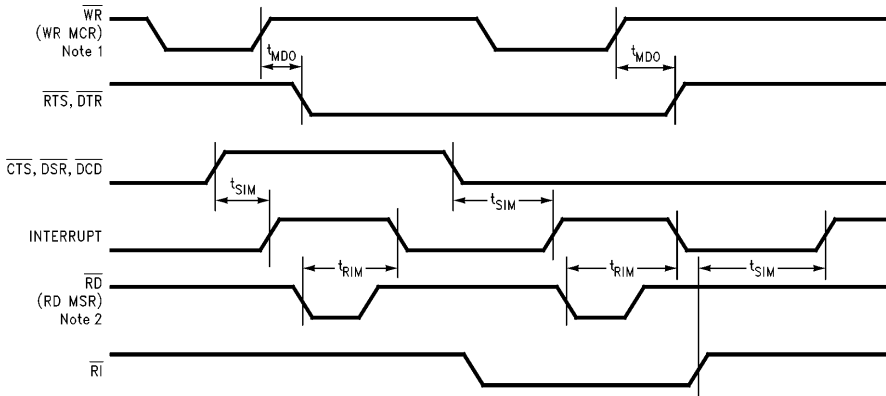 WR
(WR MCR)
Note 1
tMDO
tMDO
RTS, DTR
CTS, DSR, DCD
tSIM
tSIM
INTERRUPT
tRIM
tRIM
tSIM
RD
(RD MSR)
Note 2
RI